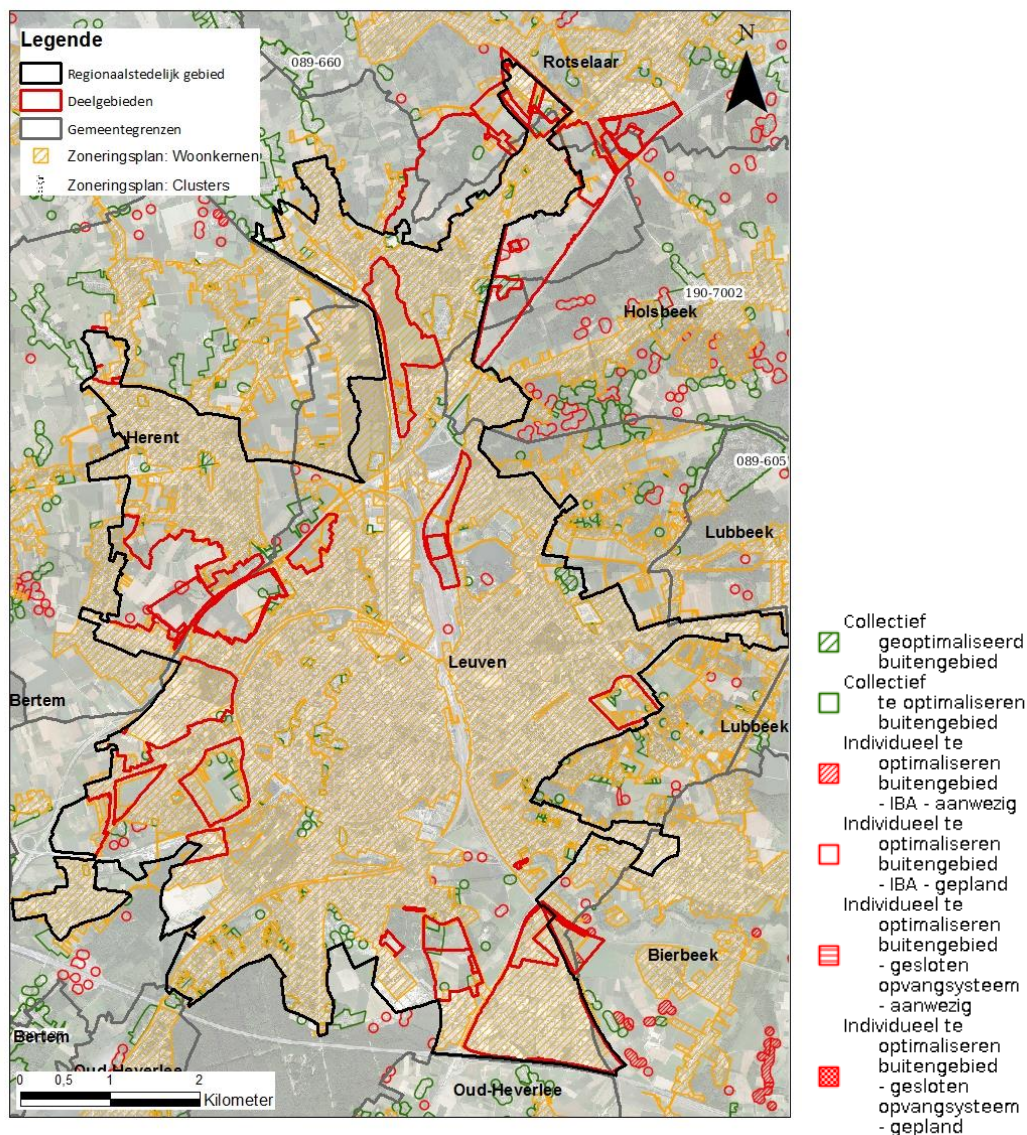 Legende
Regionaalstedelijk gebied
Deelgebieden
Gemeentegrenzen
Zoneringsplan: Woonkernen
Zoneringsplan: Clusters
089-660
Rotselaar
N
190-7002
Holsbeek
Herent
089-605
Lubbeek
Leuven
Bertem
Lubbeek
Bierbeek
Bertem
Oud-Heverlee
Oud-Heverlee
0 0,5 1 2
Kilometer
Collectief
geoptimaliseerd
buitengebied
Collectief
te optimaliseren
buitengebied
Individueel te
optimaliseren
buitengebied
- IBA - aanwezig
Individueel te
optimaliseren
buitengebied
- IBA - gepland
Individueel te
optimaliseren
buitengebied
- gesloten
opvangsysteem
- aanwezig
Individueel te
optimaliseren
buitengebied
- gesloten
opvangsysteem
- gepland